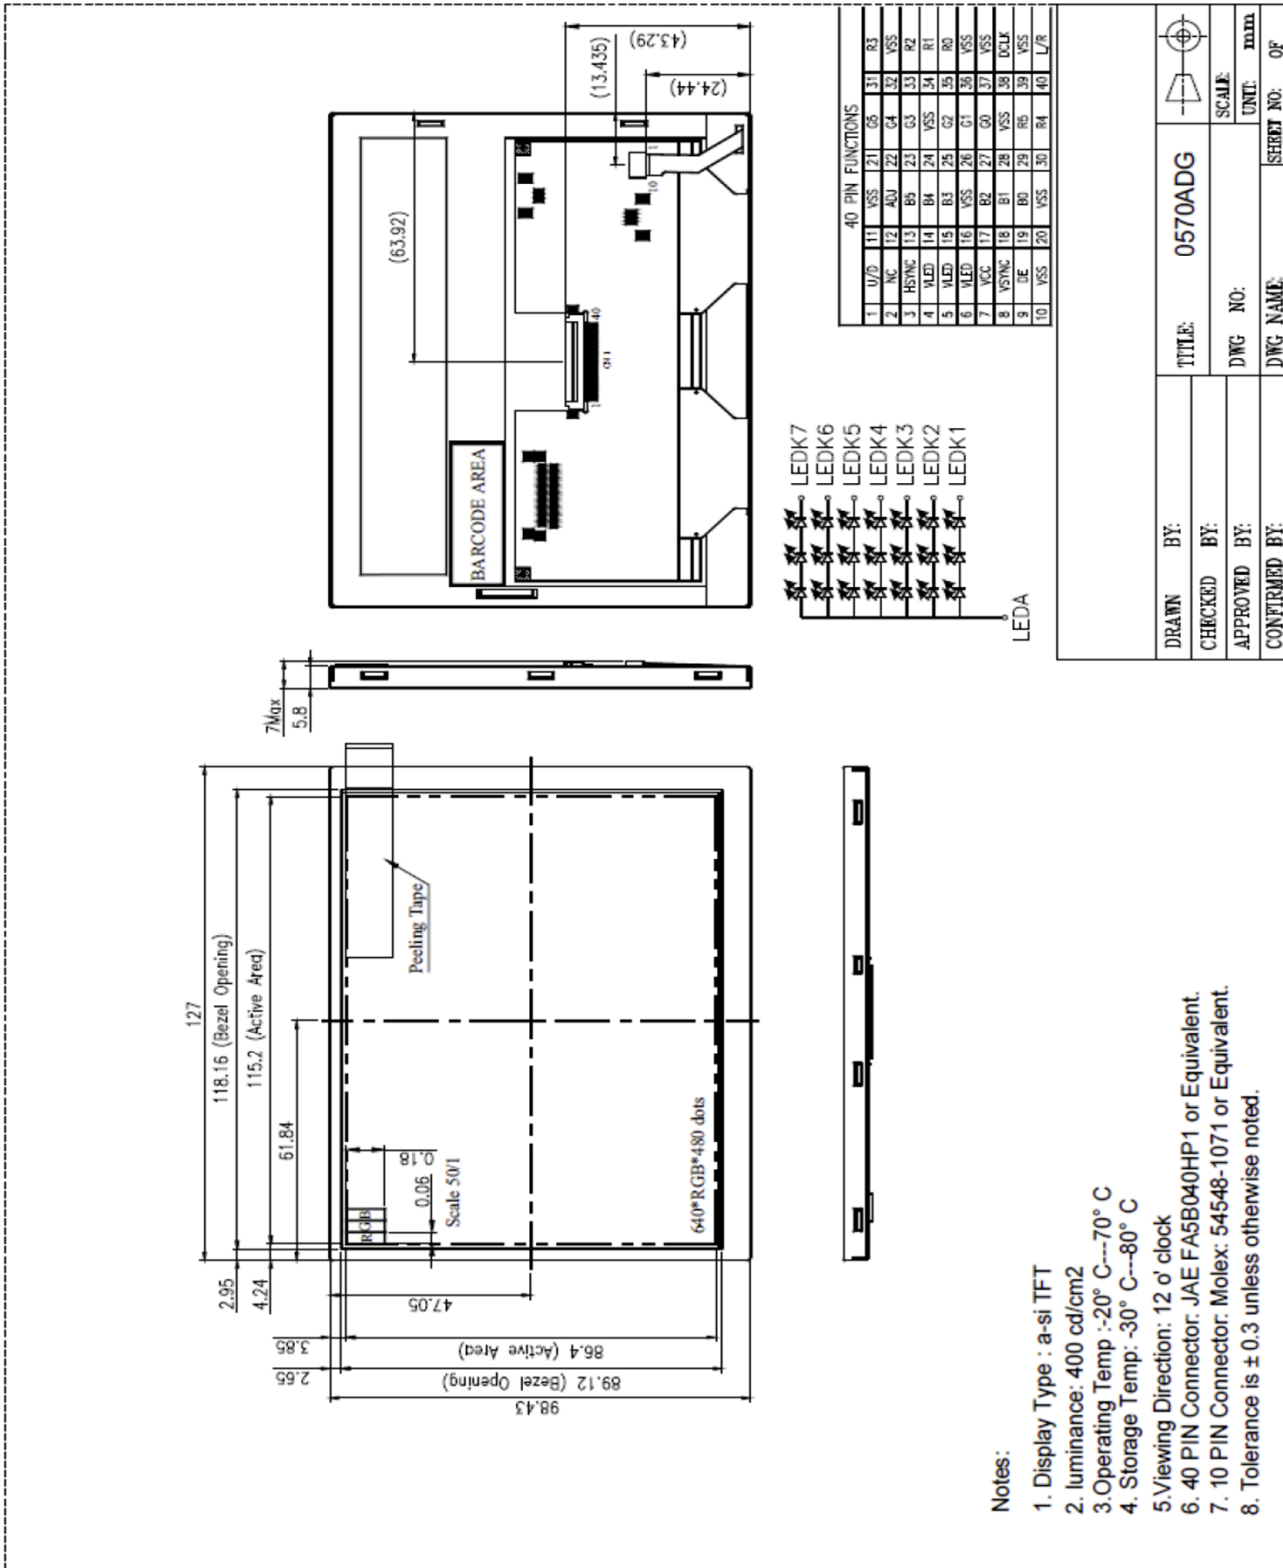 127
118.16 (Bezel Opening)
115.2 (Active Area)
61.84
2.95
4.24
3.85
2.65
47.05
86.4 (Active Area)
89.12 (Bezel Opening)
98.43
RGB
0.18
0.06
Scale 50/1
Peeling Tape
640*RGB*480 dots
7Max
5.8
(63.92)
(13.435)
(43.29)
(24.44)
BARCODE AREA
1
40
CN1
10
1
LEDK7
LEDK6
LEDK5
LEDK4
LEDK3
LEDK2
LEDK1
LEDA
40 PIN FUNCTIONS
1 U/D 11 VSS 21 G5 31 R3
2 NC 12 ADJ 22 G4 32 VSS
3 HSYNC 13 B5 23 G3 33 R2
4 VLED 14 B4 24 VSS 34 R1
5 VLED 15 B3 25 G2 35 R0
6 VLED 16 VSS 26 G1 36 VSS
7 VCC 17 B2 27 G0 37 VSS
8 VSYNC 18 B1 28 VSS 38 DCLK
9 DE 19 B0 29 R5 39 VSS
10 VSS 20 VSS 30 R4 40 L/R
Notes:
1. Display Type : a-si TFT
2. luminance: 400 cd/cm2
3.Operating Temp :-20° C---70° C
4. Storage Temp: -30° C---80° C
5.Viewing Direction: 12 o' clock
6. 40 PIN Connector: JAE FA5B040HP1 or Equivalent.
7. 10 PIN Connector: Molex: 54548-1071 or Equivalent.
8. Tolerance is ± 0.3 unless otherwise noted.
DRAWN BY:
CHECKED BY:
APPROVED BY:
CONFIRMED BY:
TITLE: 0570ADG
DWG NO:
DWG NAME:
SCALE:
UNIT: mm
SHEET NO: OF